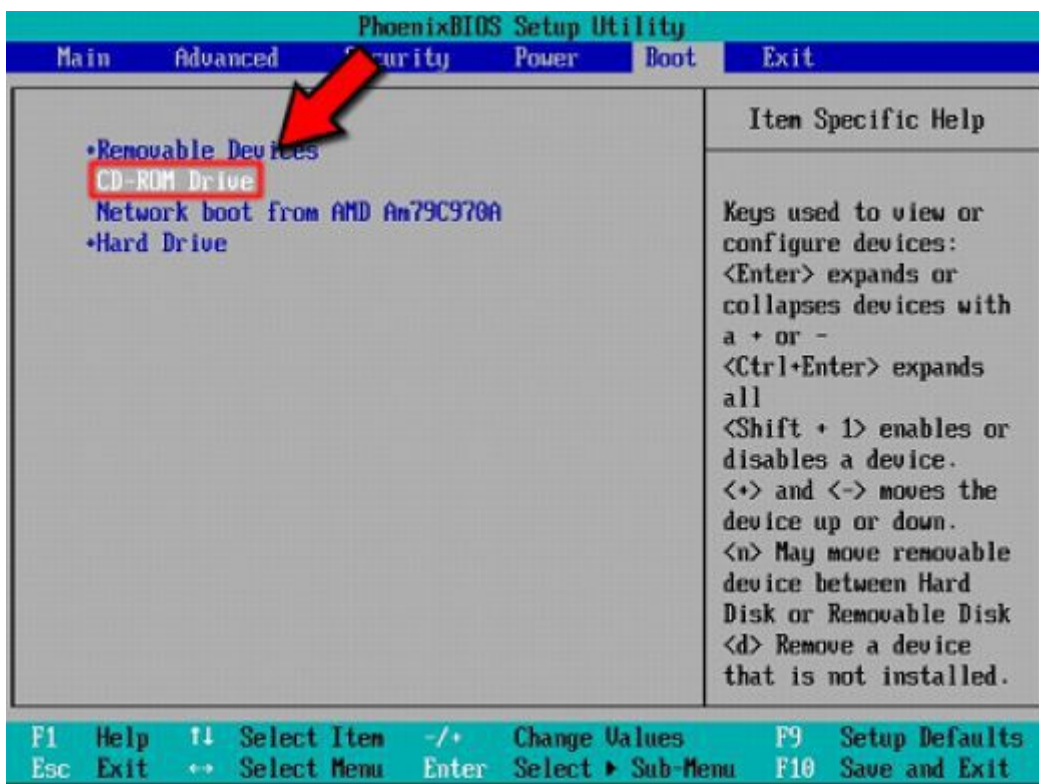 PhoenixBIOS Setup Utility
Main Advanced Security Power Boot Exit
+Removable Devices
CD-ROM Drive
Network boot from AMD Am79C970A
+Hard Drive
Item Specific Help
Keys used to view or
configure devices:
<Enter> expands or
collapses devices with
a + or -
<Ctrl+Enter> expands
all
<Shift + 1> enables or
disables a device.
<+> and <-> moves the
device up or down.
<n> May move removable
device between Hard
Disk or Removable Disk
<d> Remove a device
that is not installed.
F1 Help ↑↓ Select Item -/+ Change Values F9 Setup Defaults
Esc Exit ↔ Select Menu Enter Select ▶ Sub-Menu F10 Save and Exit